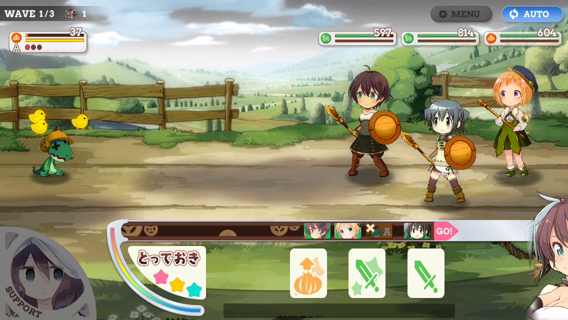 WAVE 1/3 1
MENU
AUTO
37
A
597
814
604
A
GO!
とっておき
SUPPORT